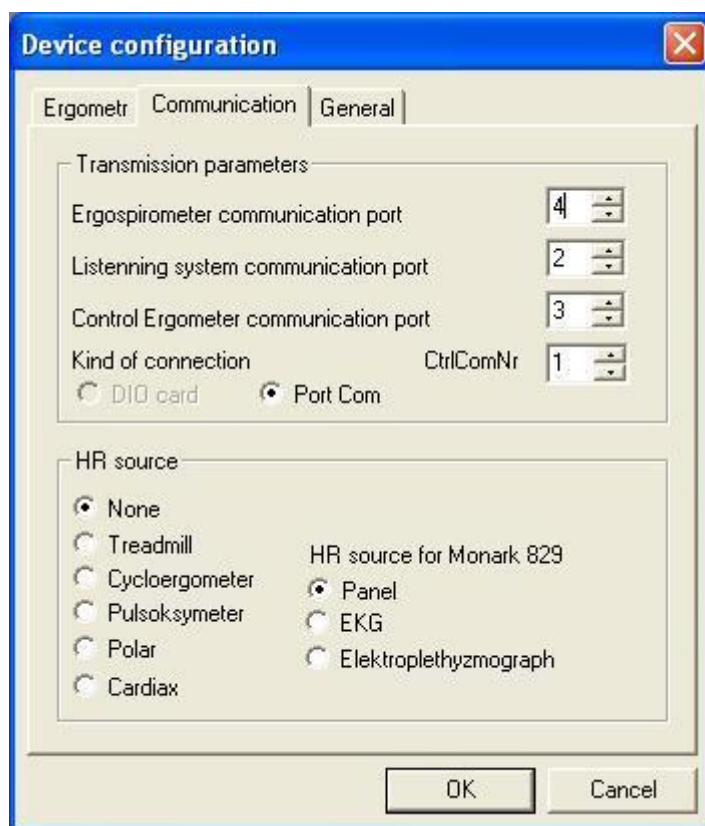 Device configuration
Ergometr Communication General
Transmission parameters
Ergospirometer communication port 4
Listenning system communication port 2
Control Ergometer communication port 3
Kind of connection CtrlComNr 1
DIO card Port Com
HR source
None
Treadmill
Cycloergometer
Pulsoksymeter
Polar
Cardiax
HR source for Monark 829
Panel
EKG
Elektroplethyzmograph
OK Cancel